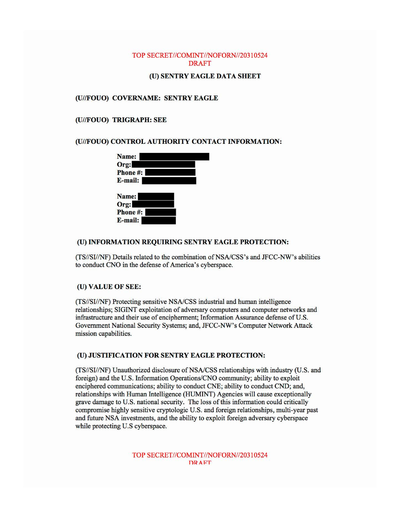 TOP SECRET//COMINT//NOFORN//20310524
DRAFT
(U) SENTRY EAGLE DATA SHEET
(U//FOUO) COVERNAME: SENTRY EAGLE
(U//FOUO) TRIGRAPH: SEE
(U//FOUO) CONTROL AUTHORITY CONTACT INFORMATION:
Name:
Org:
Phone #:
E-mail:
Name:
Org:
Phone #:
E-mail:
(U) INFORMATION REQUIRING SENTRY EAGLE PROTECTION:
(TS//SI//NF) Details related to the combination of NSA/CSS's and JFCC-NW's abilities
to conduct CNO in the defense of America's cyberspace.
(U) VALUE OF SEE:
(TS//SI//NF) Protecting sensitive NSA/CSS industrial and human intelligence
relationships; SIGINT exploitation of adversary computers and computer networks and
infrastructure and their use of encipherment; Information Assurance defense of U.S.
Government National Security Systems; and, JFCC-NW's Computer Network Attack
mission capabilities.
(U) JUSTIFICATION FOR SENTRY EAGLE PROTECTION:
(TS//SI//NF) Unauthorized disclosure of NSA/CSS relationships with industry (U.S. and
foreign) and the U.S. Information Operations/CNO community; ability to exploit
enciphered communications; ability to conduct CNE; ability to conduct CND; and,
relationships with Human Intelligence (HUMINT) Agencies will cause exceptionally
grave damage to U.S. national security. The loss of this information could critically
compromise highly sensitive cryptologic U.S. and foreign relationships, multi-year past
and future NSA investments, and the ability to exploit foreign adversary cyberspace
while protecting U.S cyberspace.
TOP SECRET//COMINT//NOFORN//20310524
DRAFT